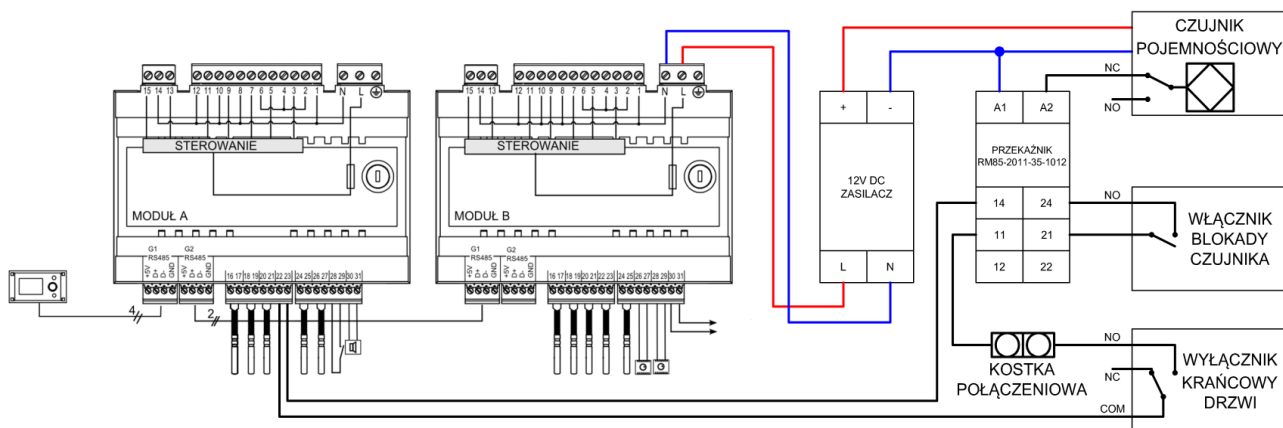 15 14 13 12 11 10 9 8 7 6 5 4 3 2 1 N L
STEROWANIE
MODUŁ A
G1
RS485
G2
RS485
+5V D+ D- GND
+5V D+ D- GND
16 17 18 19 20 21 22 23 24 25 26 27 28 29 30 31
4
2
15 14 13 12 11 10 9 8 7 6 5 4 3 2 1 N L
STEROWANIE
MODUŁ B
G1
RS485
G2
RS485
+5V D+ D- GND
+5V D+ D- GND
16 17 18 19 20 21 22 23 24 25 26 27 28 29 30 31
+ -
12V DC
ZASILACZ
L N
A1 A2
PRZEKAŹNIK
RM85-2011-35-1012
14 24
11 21
12 22
CZUJNIK
POJEMNOŚCIOWY
NC
NO
NO
WŁĄCZNIK
BLOKADY
CZUJNIKA
KOSTKA
POŁĄCZENIOWA
NO
NC
COM
WYŁĄCZNIK
KRAŃCOWY
DRZWI